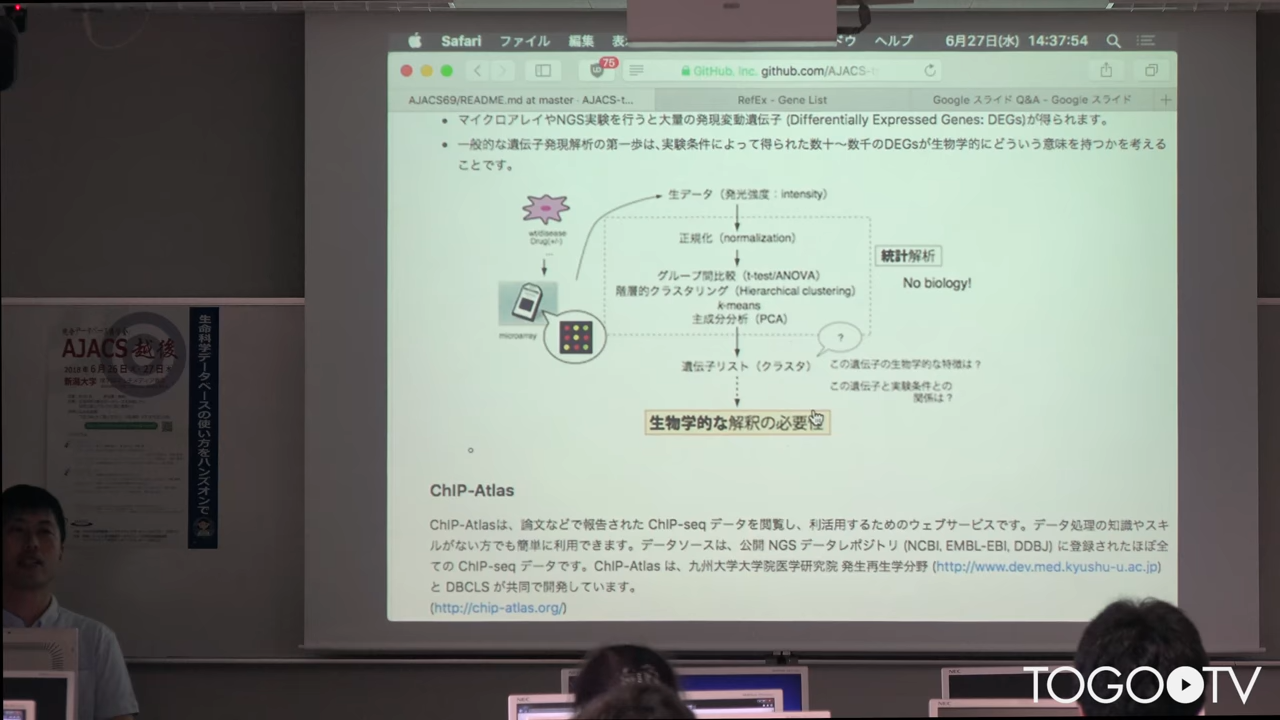 Safari ファイル 編集 表 ドウ ヘルプ 6月27日(水) 14:37:54
75
GitHub, Inc. github.com/AJACS-
AJACS69/README.md at master · AJACS-t...
RefEx - Gene List
Google スライド Q&A - Google スライド
マイクロアレイやNGS実験を行うと大量の発現変動遺伝子 (Differentially Expressed Genes: DEGs)が得られます。
一般的な遺伝子発現解析の第一歩は、実験条件によって得られた数十〜数千のDEGsが生物学的にどういう意味を持つかを考える
ことです。
生データ（発光強度：intensity）
wt/disease
Drug(+/-)
正規化（normalization）
統計解析
グループ間比較（t-test/ANOVA）
No biology!
階層的クラスタリング（Hierarchical clustering）
k-means
主成分分析（PCA）
microarray
?
遺伝子リスト（クラスタ）
この遺伝子の生物学的な特徴は？
この遺伝子と実験条件との
関係は？
生物学的な解釈の必要性
ChIP-Atlas
ChIP-Atlasは、論文などで報告された ChIP-seq データを閲覧し、利活用するためのウェブサービスです。データ処理の知識やスキ
ルがない方でも簡単に利用できます。データソースは、公開 NGS データレポジトリ (NCBI, EMBL-EBI, DDBJ) に登録されたほぼ全
ての ChIP-seq データです。ChIP-Atlas は、九州大学大学院医学研究院 発生再生学分野 (http://www.dev.med.kyushu-u.ac.jp)
と DBCLS が共同で開発しています。
(http://chip-atlas.org/)
AJACS 越後
新潟大学
生命科学データベースの使い方をハンズオンで
NEC
NEC
NEC
NEC
TOGO TV